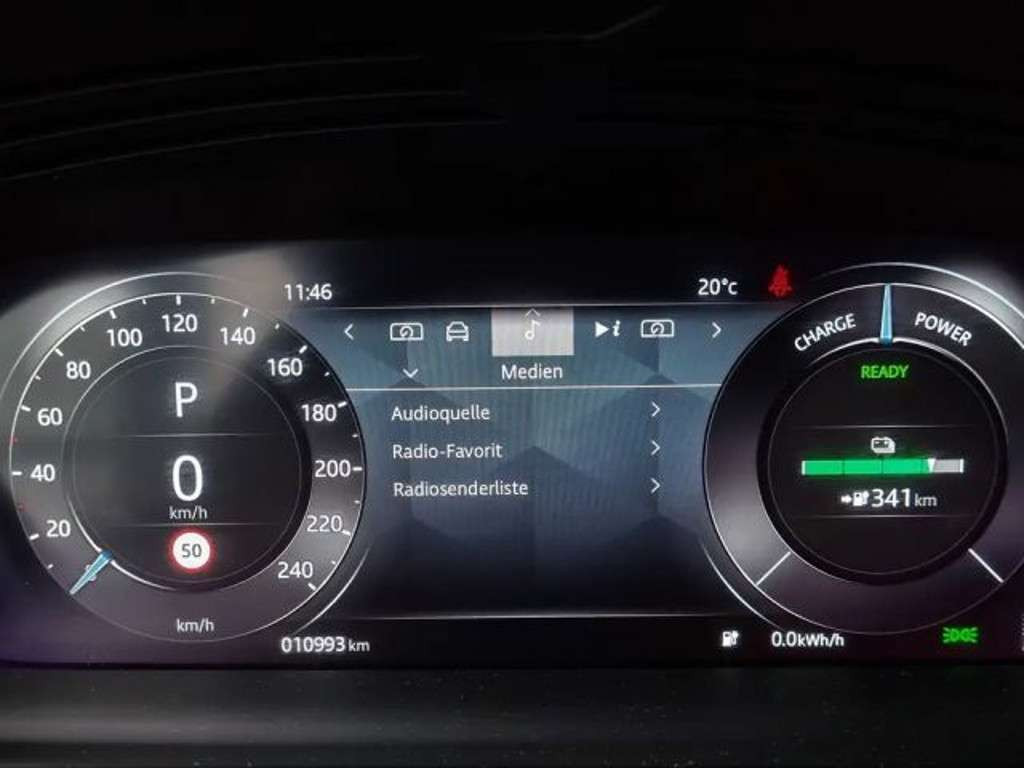 11:46
20°c
Medien
Audioquelle
Radio-Favorit
Radiosenderliste
20
40
60
80
100
120
140
160
180
200
220
240
P
0
km/h
50
km/h
010993 km
CHARGE
POWER
READY
341 km
0.0kWh/h